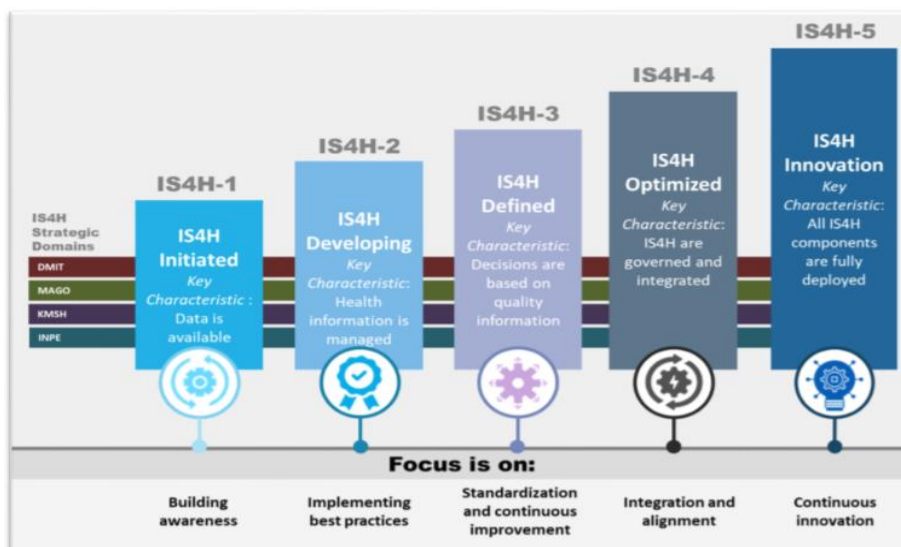 IS4H-1
IS4H-2
IS4H-3
IS4H-4
IS4H-5
IS4H
Strategic
Domains
DMIT
MAGO
KMSH
INPE
IS4H
Initiated
Key
Characteristic :
Data is
available
IS4H
Developing
Key
Characteristic:
Health
information is
managed
IS4H
Defined
Key
Characteristic:
Decisions are
based on
quality
information
IS4H
Optimized
Key
Characteristic:
IS4H are
governed and
integrated
IS4H
Innovation
Key
Characteristic:
All IS4H
components
are fully
deployed
Focus is on:
Building
awareness
Implementing
best practices
Standardization
and continuous
improvement
Integration and
alignment
Continuous
innovation